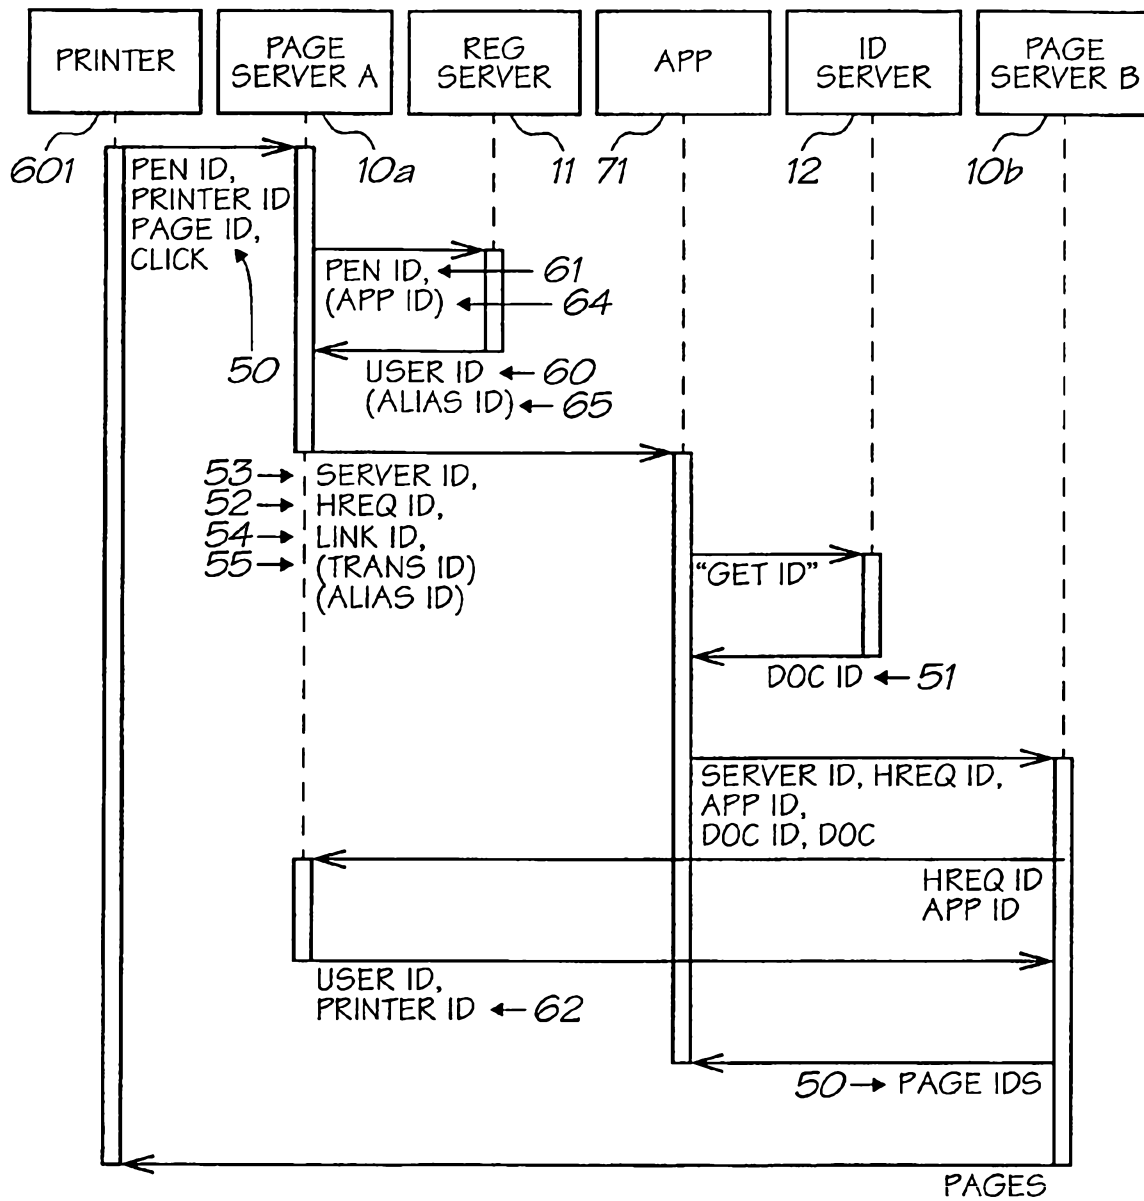 PRINTER
PAGE
SERVER A
REG
SERVER
APP
ID
SERVER
PAGE
SERVER B
601
10a
11
71
12
10b
PEN ID,
PRINTER ID
PAGE ID,
CLICK
50
PEN ID,
61
(APP ID)
64
USER ID
60
(ALIAS ID)
65
53
SERVER ID,
52
HREQ ID,
54
LINK ID,
55
(TRANS ID)
(ALIAS ID)
"GET ID"
DOC ID
51
SERVER ID, HREQ ID,
APP ID,
DOC ID, DOC
HREQ ID
APP ID
USER ID,
PRINTER ID
62
50
PAGE IDS
PAGES